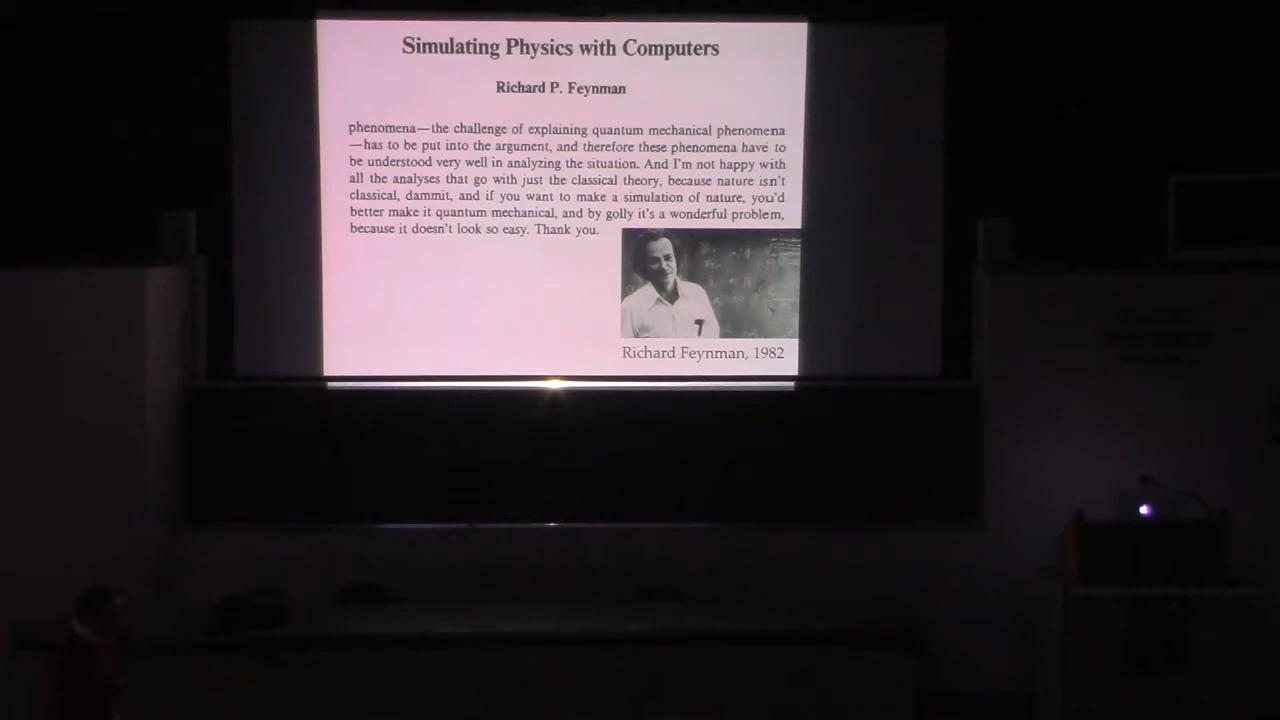 Simulating Physics with Computers
Richard P. Feynman
phenomena—the challenge of explaining quantum mechanical phenomena
—has to be put into the argument, and therefore these phenomena have to
be understood very well in analyzing the situation. And I'm not happy with
all the analyses that go with just the classical theory, because nature isn't
classical, dammit, and if you want to make a simulation of nature, you'd
better make it quantum mechanical, and by golly it's a wonderful problem,
because it doesn't look so easy. Thank you.
Richard Feynman, 1982